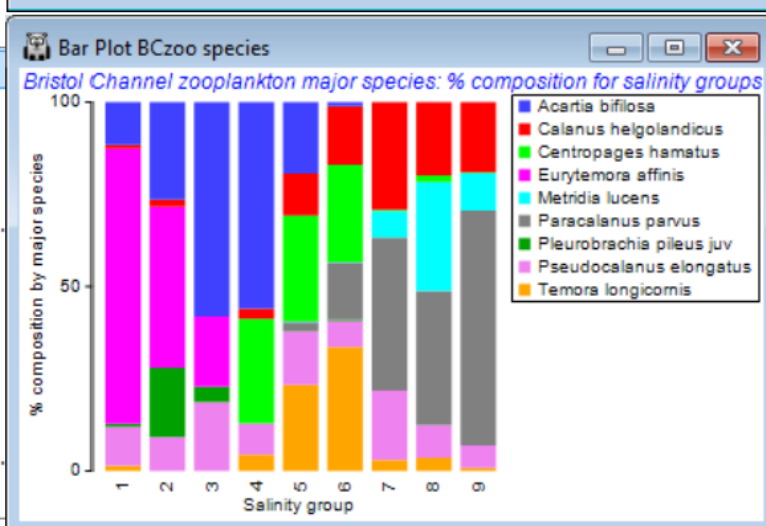 Bar Plot BCzoo species
Bristol Channel zooplankton major species: % composition for salinity groups
% composition by major species
100
50
0
1 2 3 4 5 6 7 8 9
Salinity group
Acartia bifilosa
Calanus helgolandicus
Centropages hamatus
Eurytemora affinis
Metridia lucens
Paracalanus parvus
Pleurobrachia pileus juv
Pseudocalanus elongatus
Temora longicornis